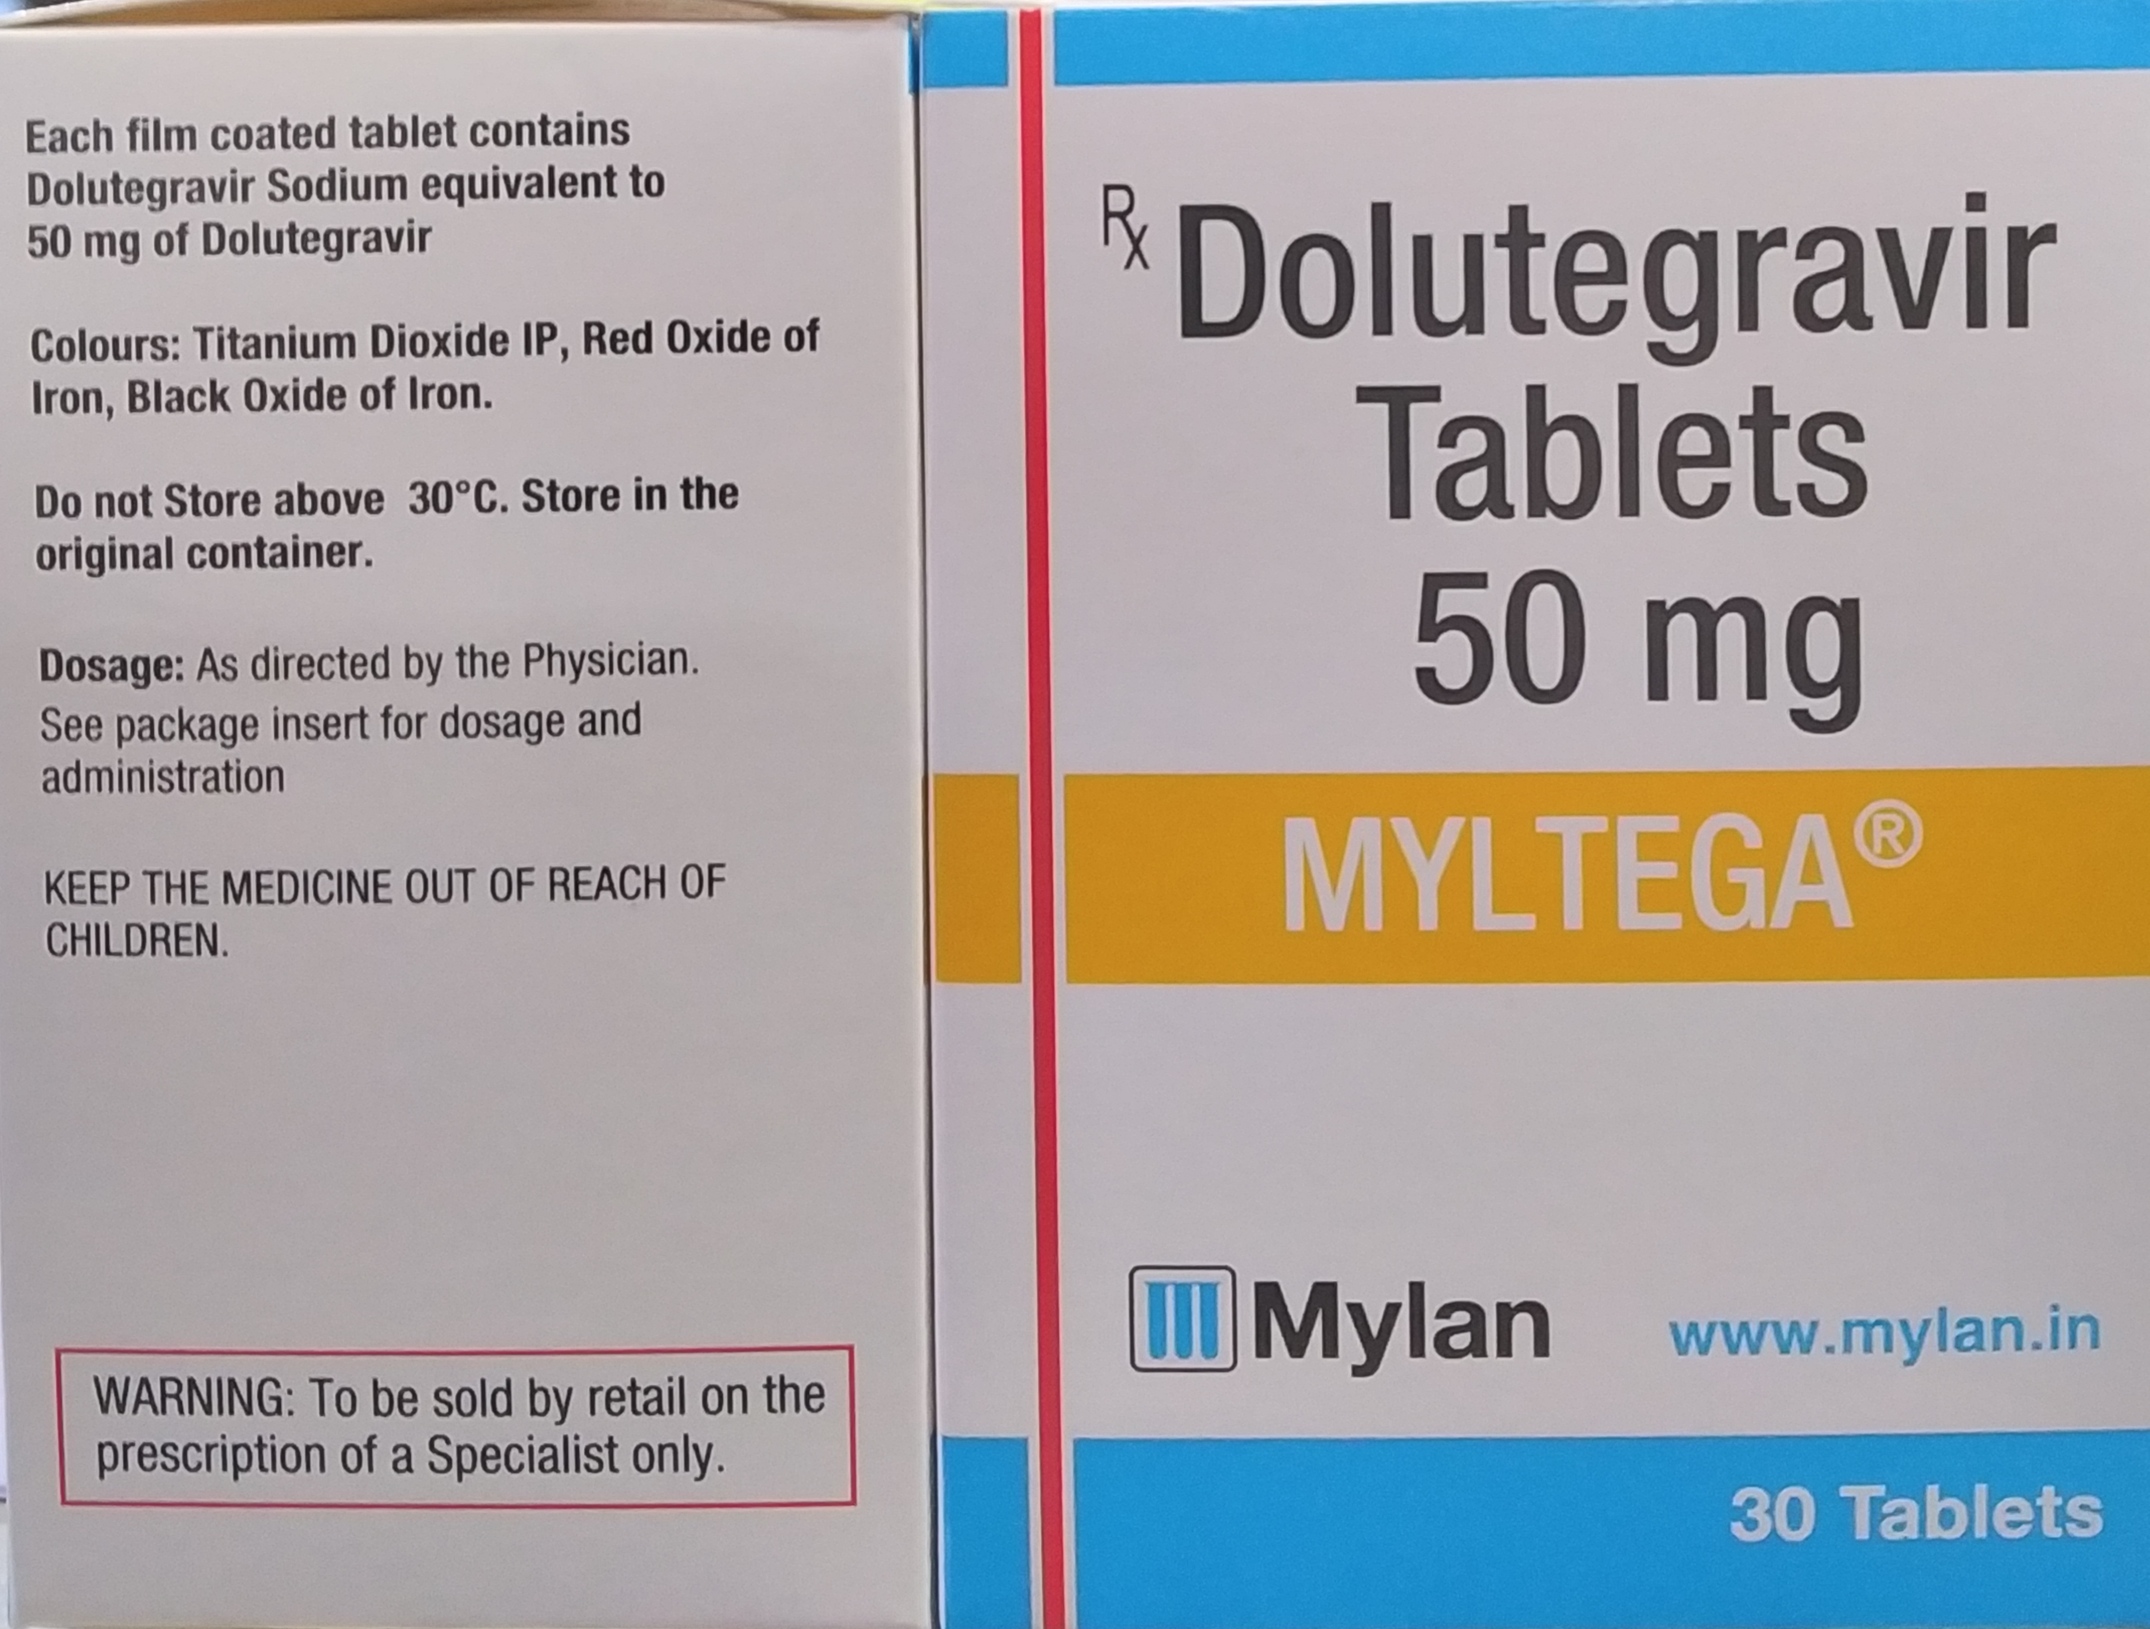 Each film coated tablet contains
Dolutegravir Sodium equivalent to
50 mg of Dolutegravir
Colours: Titanium Dioxide IP, Red Oxide of
Iron, Black Oxide of Iron.
Do not Store above 30°C. Store in the
original container.
Dosage: As directed by the Physician.
See package insert for dosage and
administration
KEEP THE MEDICINE OUT OF REACH OF
CHILDREN.
WARNING: To be sold by retail on the
prescription of a Specialist only.
Rx Dolutegravir
Tablets
50 mg
MYLTEGA®
Mylan www.mylan.in
30 Tablets